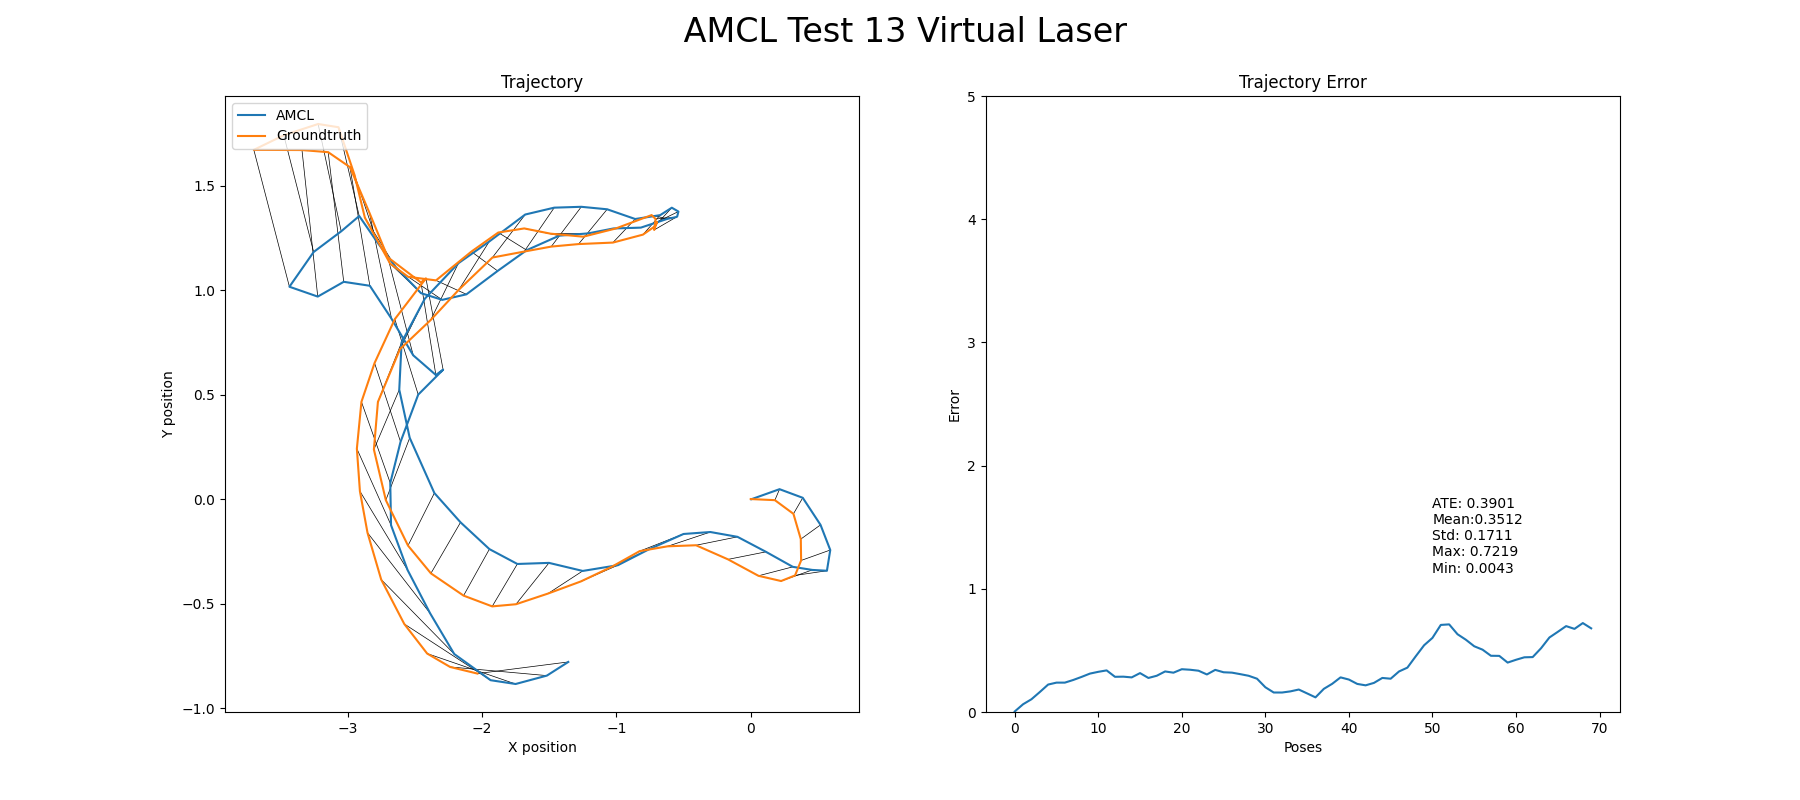 AMCL Test 13 Virtual Laser
Trajectory
AMCL
Groundtruth
1.5
1.0
0.5
0.0
−0.5
−1.0
Y position
−3
−2
−1
0
X position
Trajectory Error
5
4
3
2
1
0
Error
ATE: 0.3901
Mean:0.3512
Std: 0.1711
Max: 0.7219
Min: 0.0043
0
10
20
30
40
50
60
70
Poses